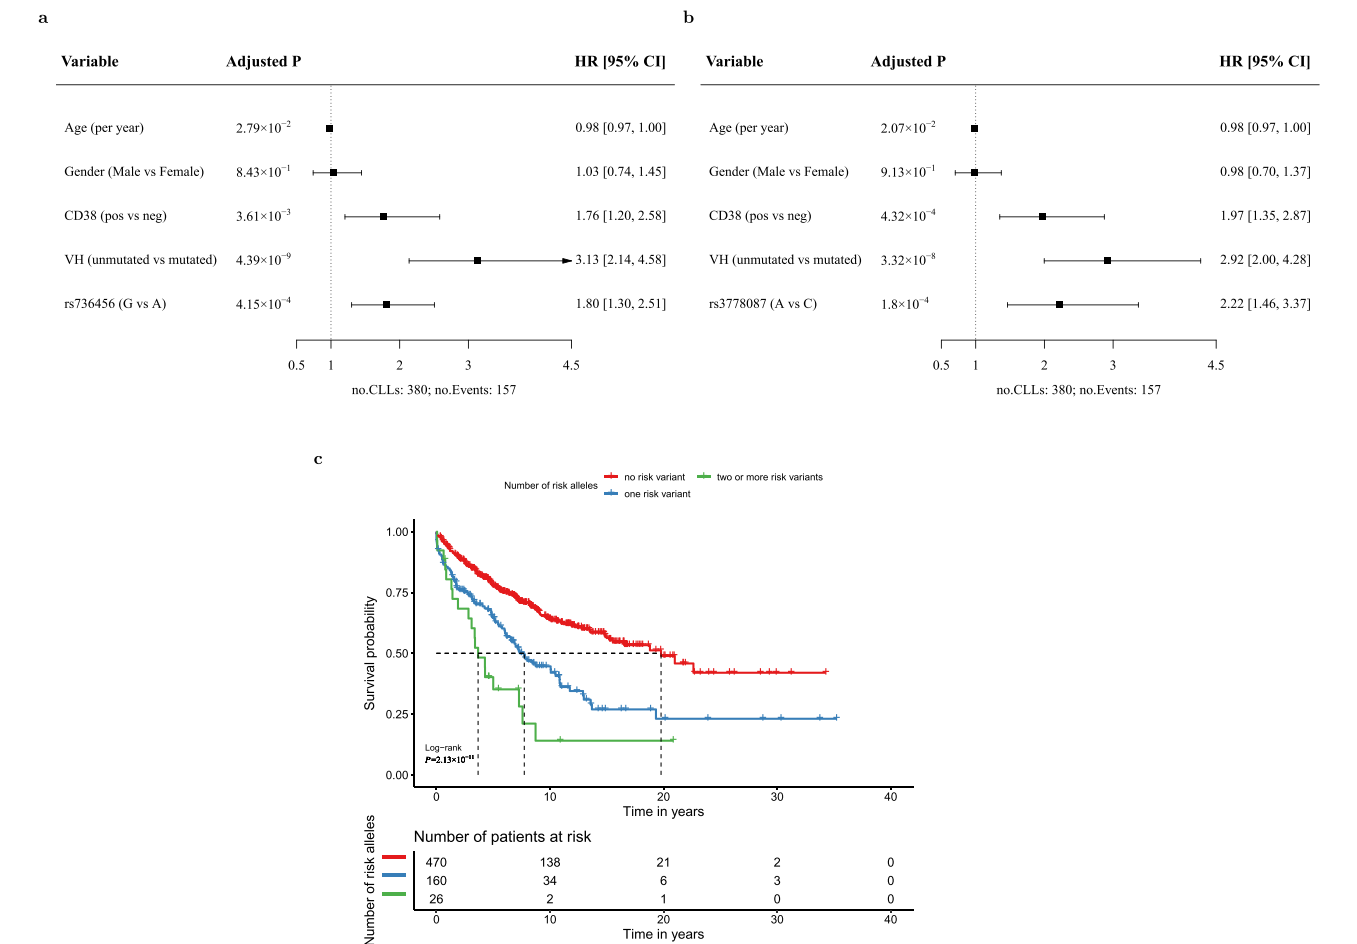 a
Variable Adjusted P HR [95% CI]
Age (per year) 2.79×10⁻² 0.98 [0.97, 1.00]
Gender (Male vs Female) 8.43×10⁻¹ 1.03 [0.74, 1.45]
CD38 (pos vs neg) 3.61×10⁻³ 1.76 [1.20, 2.58]
VH (unmutated vs mutated) 4.39×10⁻⁹ 3.13 [2.14, 4.58]
rs736456 (G vs A) 4.15×10⁻⁴ 1.80 [1.30, 2.51]
0.5 1 2 3 4.5
no.CLLs: 380; no.Events: 157
b
Variable Adjusted P HR [95% CI]
Age (per year) 2.07×10⁻² 0.98 [0.97, 1.00]
Gender (Male vs Female) 9.13×10⁻¹ 0.98 [0.70, 1.37]
CD38 (pos vs neg) 4.32×10⁻⁴ 1.97 [1.35, 2.87]
VH (unmutated vs mutated) 3.32×10⁻⁸ 2.92 [2.00, 4.28]
rs3778087 (A vs C) 1.8×10⁻⁴ 2.22 [1.46, 3.37]
0.5 1 2 3 4.5
no.CLLs: 380; no.Events: 157
c
Number of risk alleles
no risk variant two or more risk variants
one risk variant
Survival probability
1.00
0.75
0.50
0.25
0.00
Log−rank
0 10 20 30 40
Time in years
Number of patients at risk
Number of risk alleles
470 138 21 2 0
160 34 6 3 0
26 2 1 0 0
0 10 20 30 40
Time in years